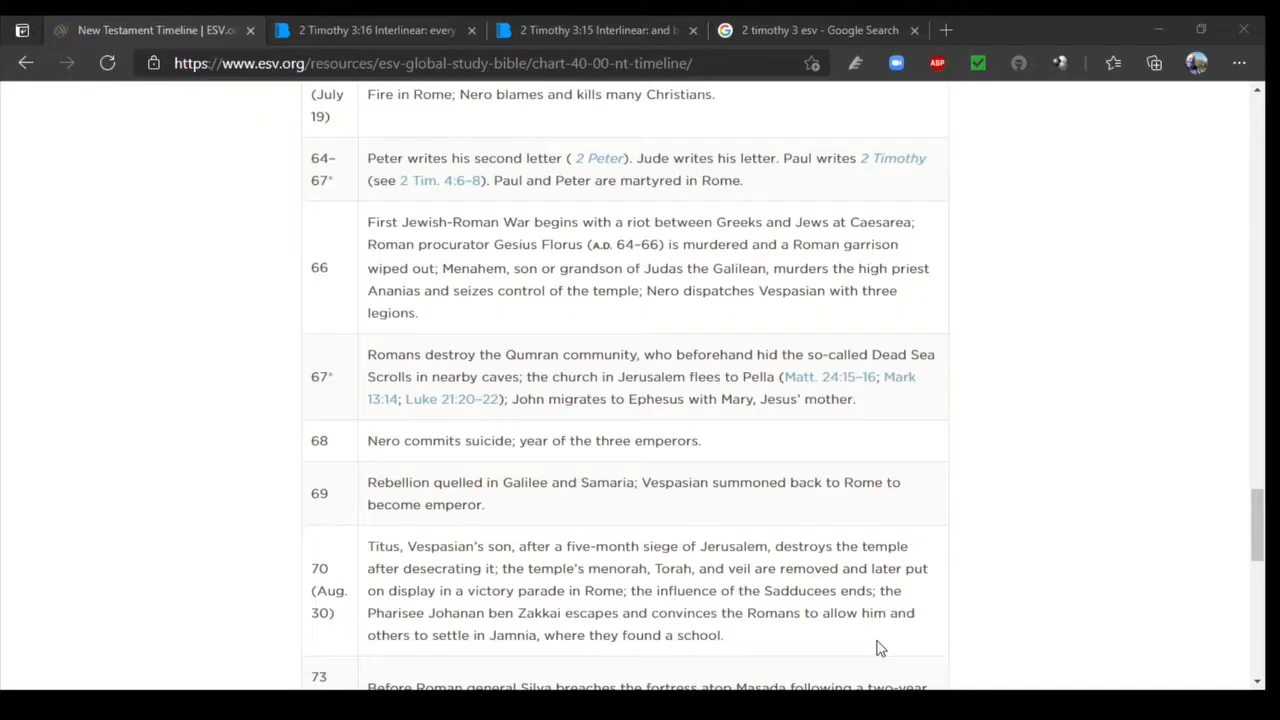 New Testament Timeline | ESV.o
2 Timothy 3:16 Interlinear: every
2 Timothy 3:15 Interlinear: and b
2 timothy 3 esv - Google Search
https://www.esv.org/resources/esv-global-study-bible/chart-40-00-nt-timeline/
ABP
(July
19)
Fire in Rome; Nero blames and kills many Christians.
64–
67*
Peter writes his second letter ( 2 Peter). Jude writes his letter. Paul writes 2 Timothy
(see 2 Tim. 4:6–8). Paul and Peter are martyred in Rome.
66
First Jewish-Roman War begins with a riot between Greeks and Jews at Caesarea;
Roman procurator Gesius Florus (A.D. 64–66) is murdered and a Roman garrison
wiped out; Menahem, son or grandson of Judas the Galilean, murders the high priest
Ananias and seizes control of the temple; Nero dispatches Vespasian with three
legions.
67*
Romans destroy the Qumran community, who beforehand hid the so-called Dead Sea
Scrolls in nearby caves; the church in Jerusalem flees to Pella (Matt. 24:15–16; Mark
13:14; Luke 21:20–22); John migrates to Ephesus with Mary, Jesus' mother.
68
Nero commits suicide; year of the three emperors.
69
Rebellion quelled in Galilee and Samaria; Vespasian summoned back to Rome to
become emperor.
70
(Aug.
30)
Titus, Vespasian's son, after a five-month siege of Jerusalem, destroys the temple
after desecrating it; the temple's menorah, Torah, and veil are removed and later put
on display in a victory parade in Rome; the influence of the Sadducees ends; the
Pharisee Johanan ben Zakkai escapes and convinces the Romans to allow him and
others to settle in Jamnia, where they found a school.
73
Before Roman general Silva breaches the fortress atop Masada following a two-year